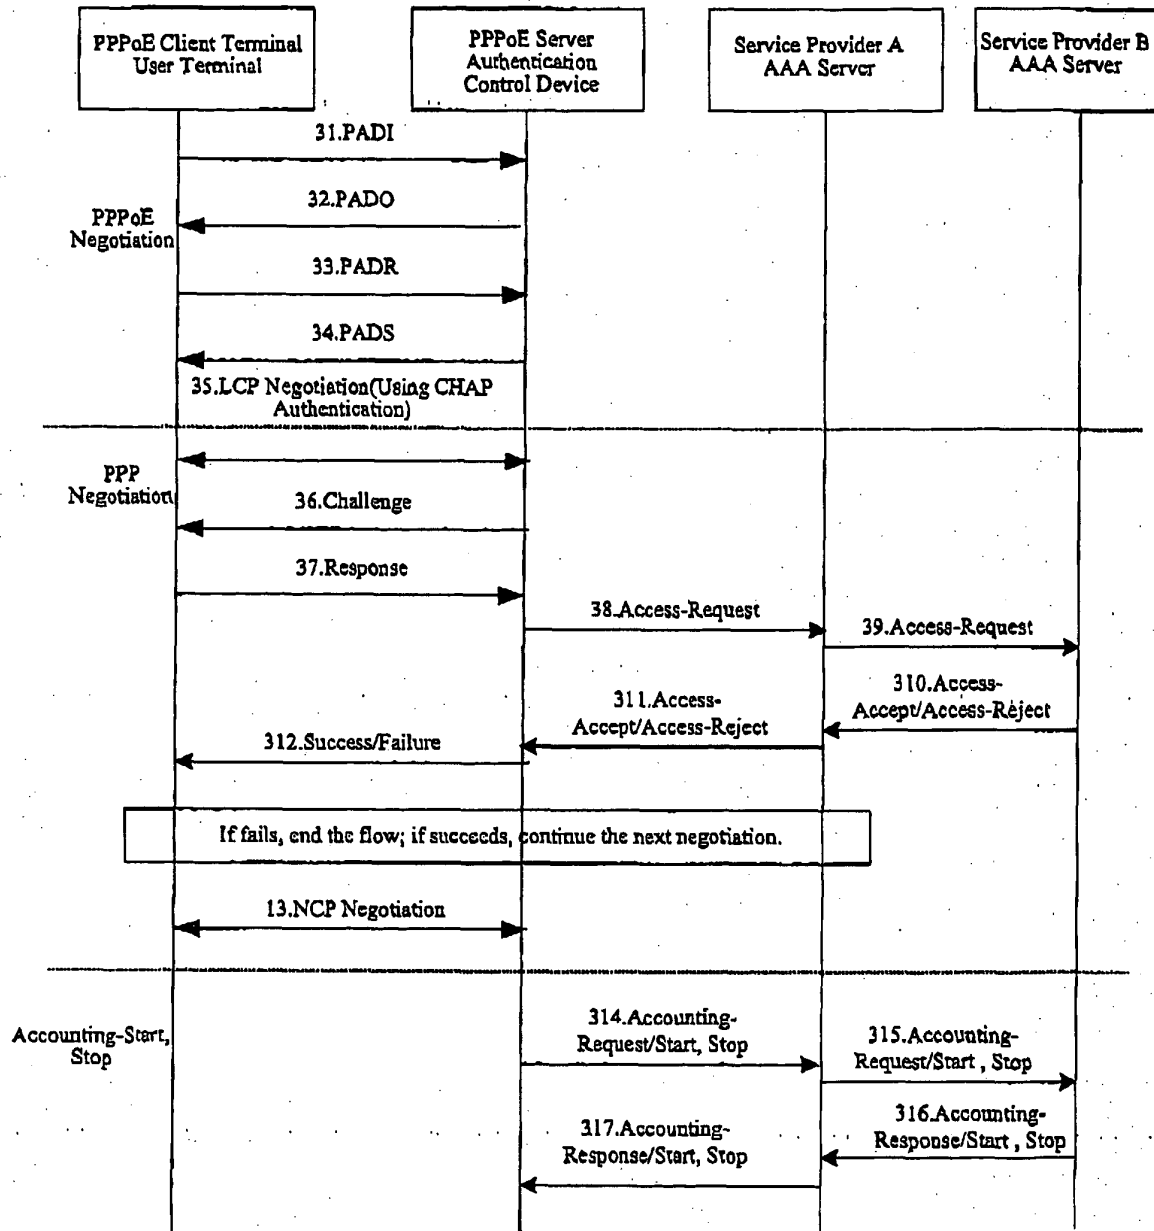 PPPoE Client Terminal
User Terminal
PPPoE Server
Authentication
Control Device
Service Provider A
AAA Server
Service Provider B
AAA Server
31.PADI
32.PADO
PPPoE
Negotiation
33.PADR
34.PADS
35.LCP Negotiation(Using CHAP
Authentication)
PPP
Negotiation
36.Challenge
37.Response
38.Access-Request
39.Access-Request
310.Access-
Accept/Access-Reject
311.Access-
Accept/Access-Reject
312.Success/Failure
If fails, end the flow; if succeeds, continue the next negotiation.
13.NCP Negotiation
Accounting-Start,
Stop
314.Accounting-
Request/Start, Stop
315.Accounting-
Request/Start , Stop
316.Accounting-
Response/Start , Stop
317.Accounting-
Response/Start, Stop